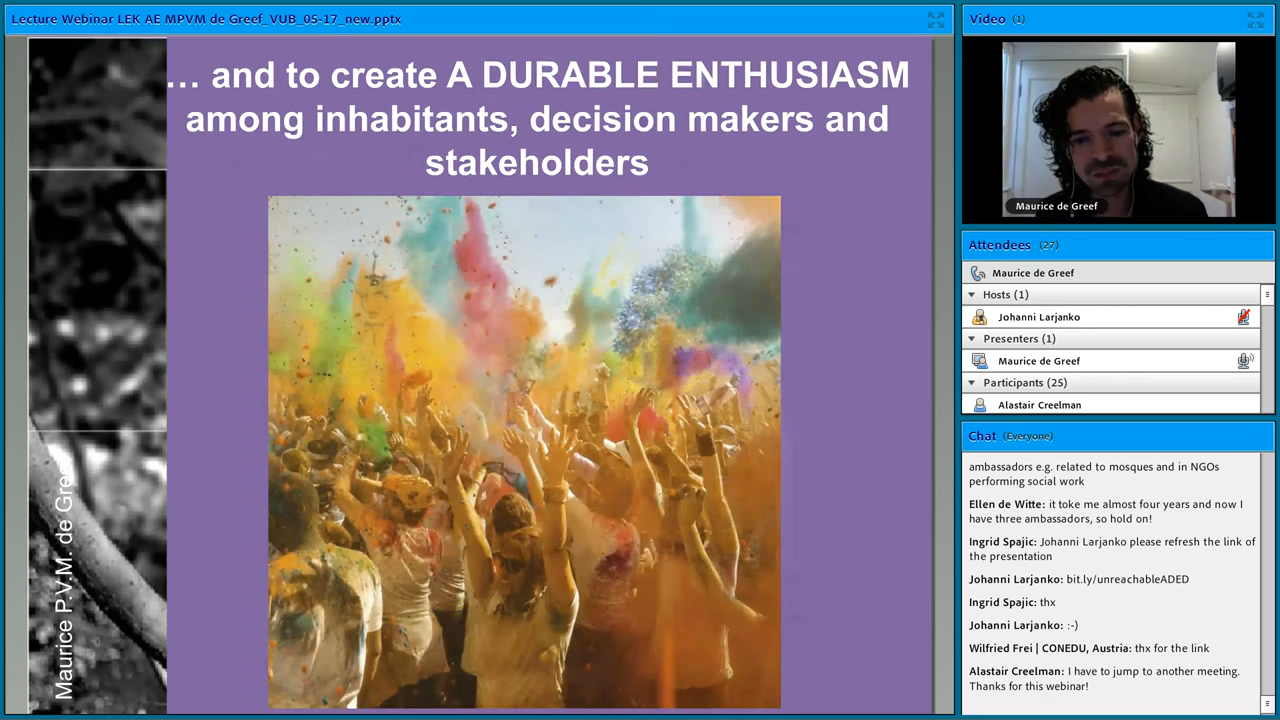 Lecture Webinar LEK AE MPVM de Greef_VUB_05-17_new.pptx
... and to create A DURABLE ENTHUSIASM
among inhabitants, decision makers and
stakeholders
Maurice P.V.M. de Gree
Video (1)
Maurice de Greef
Attendees (27)
Maurice de Greef
Hosts (1)
Johanni Larjanko
Presenters (1)
Maurice de Greef
Participants (25)
Alastair Creelman
Chat (Everyone)
ambassadors e.g. related to mosques and in NGOs
performing social work
Ellen de Witte: it toke me almost four years and now I
have three ambassadors, so hold on!
Ingrid Spajic: Johanni Larjanko please refresh the link of
the presentation
Johanni Larjanko: bit.ly/unreachableADED
Ingrid Spajic: thx
Johanni Larjanko: :-)
Wilfried Frei | CONEDU, Austria: thx for the link
Alastair Creelman: I have to jump to another meeting.
Thanks for this webinar!